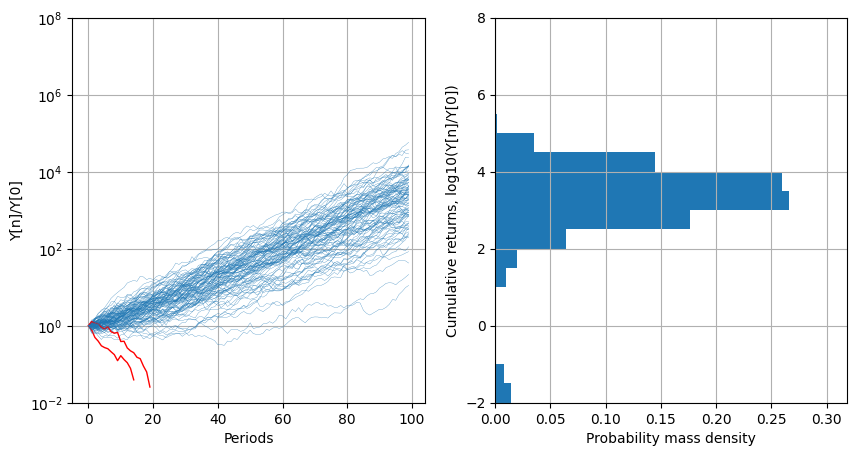 10^8
10^6
10^4
10^2
10^0
10^-2
Y[n]/Y[0]
0 20 40 60 80 100
Periods
8
6
4
2
0
−2
Cumulative returns, log10(Y[n]/Y[0])
0.00 0.05 0.10 0.15 0.20 0.25 0.30
Probability mass density